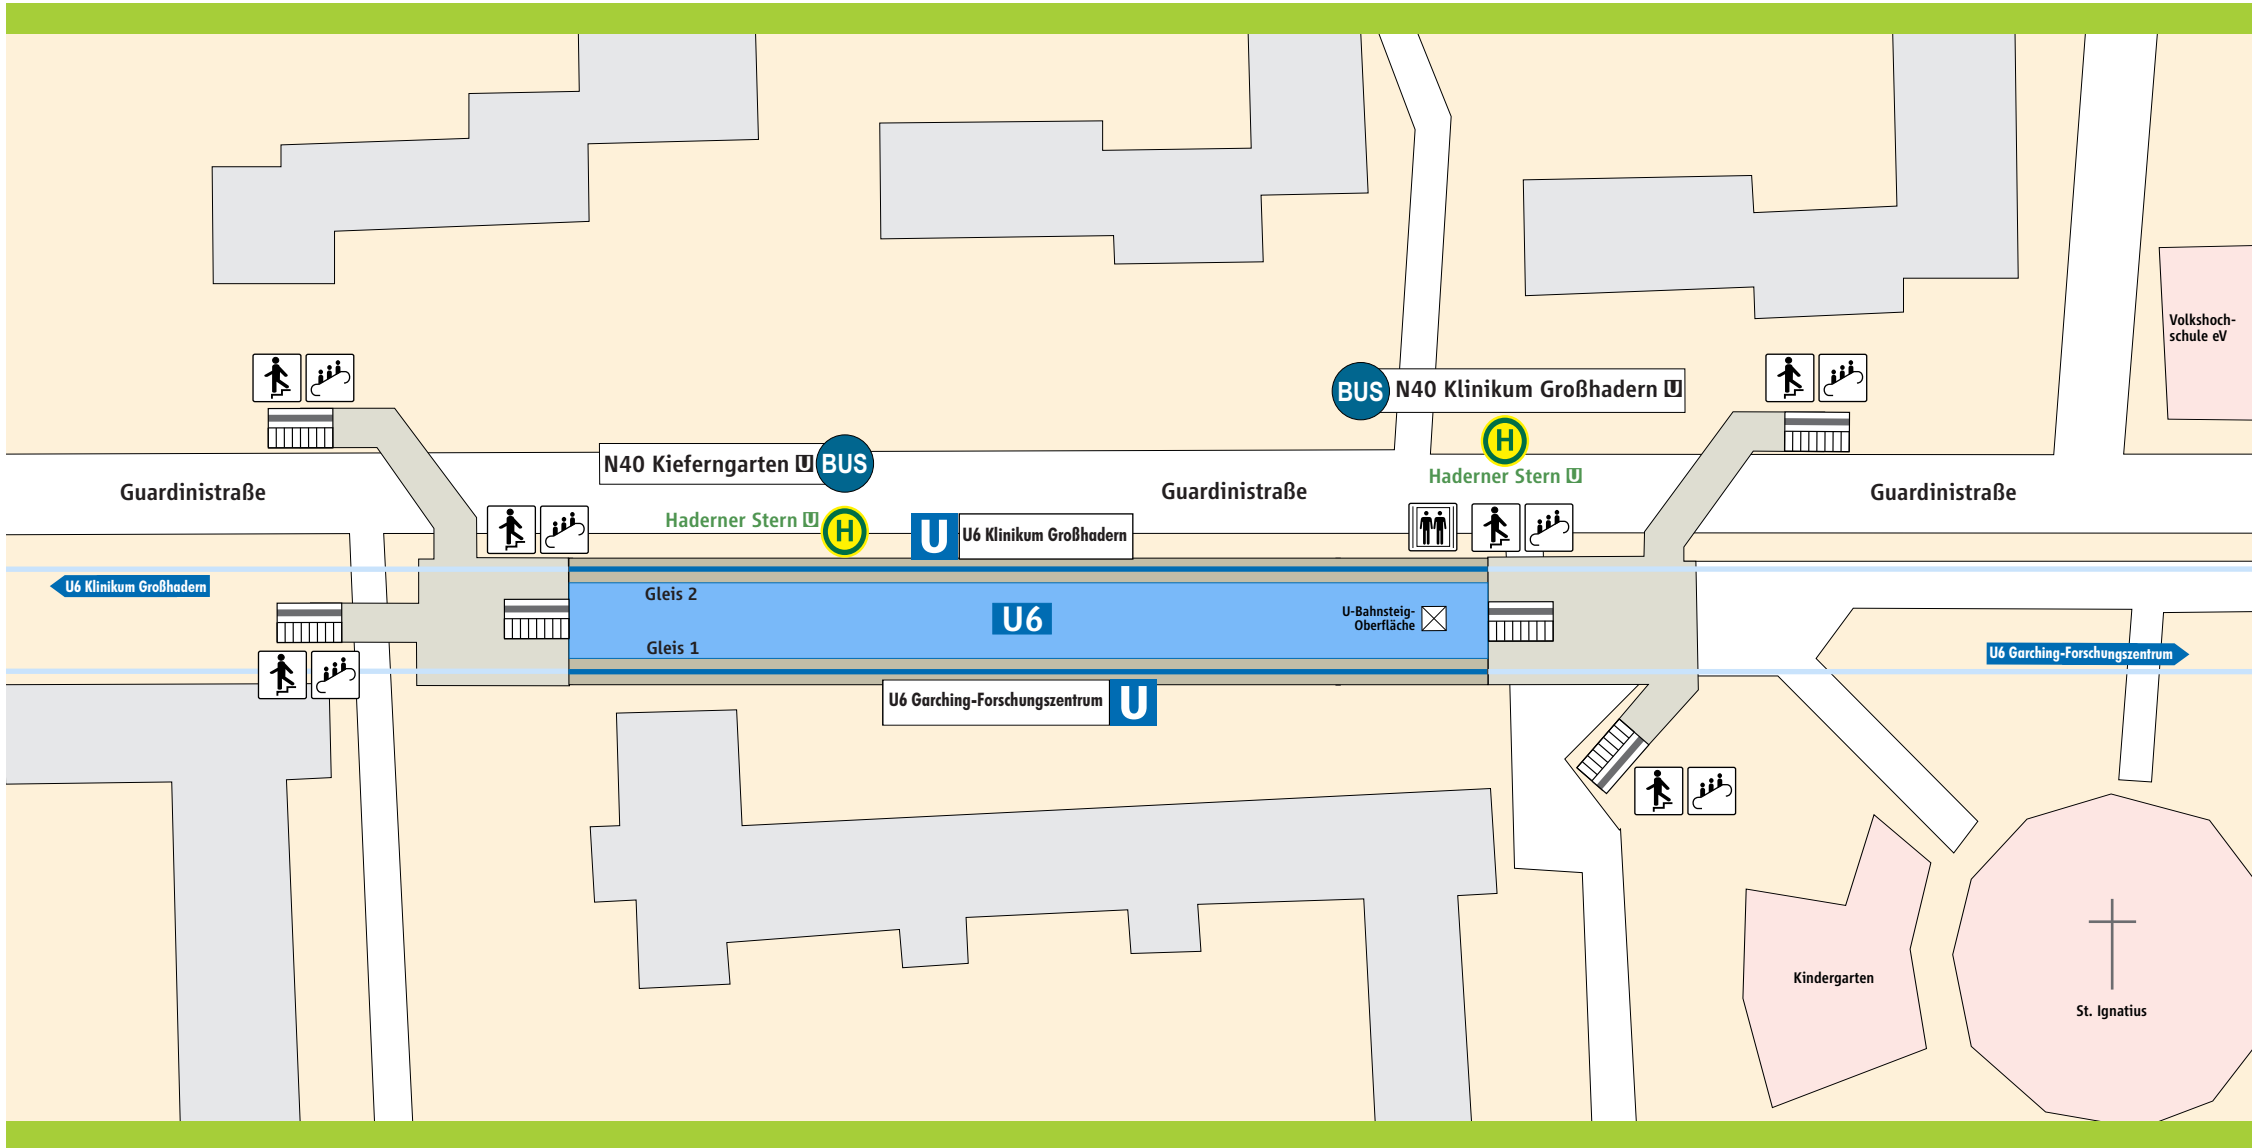 Volkshoch-
schule eV
BUS N40 Klinikum Großhadern U
H
Haderner Stern U
N40 Kieferngarten U BUS
Haderner Stern U H
Guardinistraße
Guardinistraße
Guardinistraße
U U6 Klinikum Großhadern
U6 Klinikum Großhadern
Gleis 2
U6
U-Bahnsteig-
Oberfläche
Gleis 1
U6 Garching-Forschungszentrum
U6 Garching-Forschungszentrum U
Kindergarten
St. Ignatius